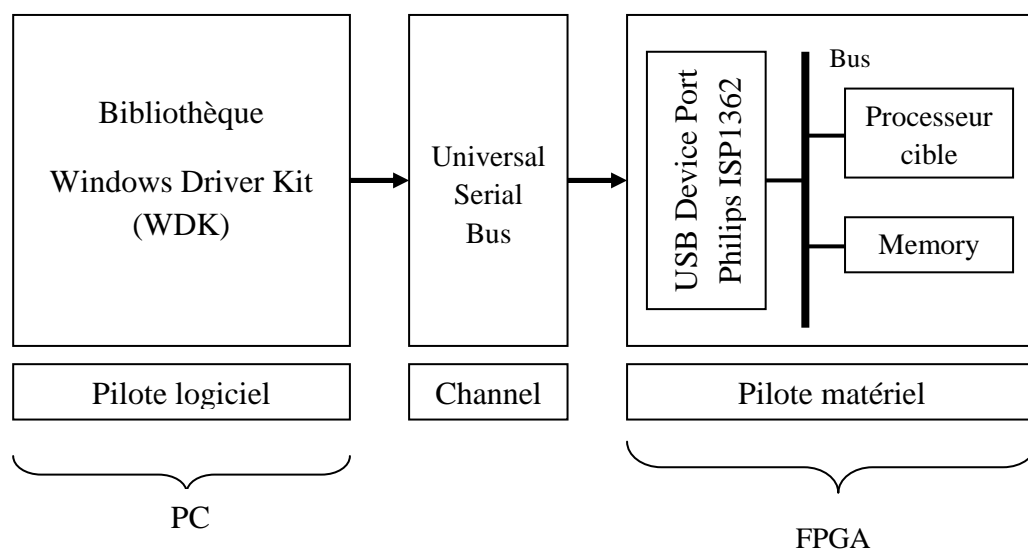 Bibliothèque
Windows Driver Kit
(WDK)
Universal
Serial
Bus
USB Device Port
Philips ISP1362
Bus
Processeur
cible
Memory
Pilote logiciel
Channel
Pilote matériel
PC
FPGA